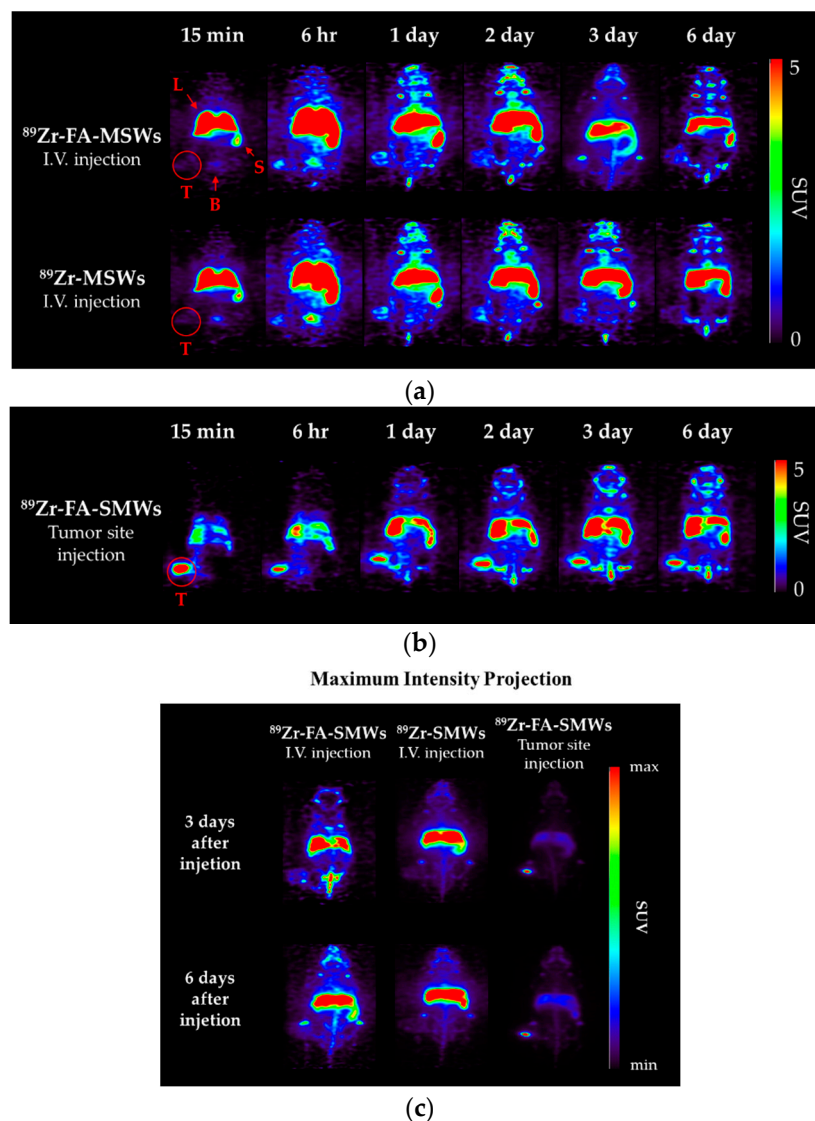 15 min 6 hr 1 day 2 day 3 day 6 day
5
L
⁸⁹Zr-FA-MSWs
I.V. injection
S
T
B
SUV
⁸⁹Zr-MSWs
I.V. injection
T
0
(a)
15 min 6 hr 1 day 2 day 3 day 6 day
5
⁸⁹Zr-FA-SMWs
Tumor site
injection
SUV
T
0
(b)
Maximum Intensity Projection
⁸⁹Zr-FA-SMWs ⁸⁹Zr-SMWs ⁸⁹Zr-FA-SMWs
I.V. injection I.V. injection Tumor site
injection
max
3 days
after
injetion
SUV
6 days
after
injetion
min
(c)